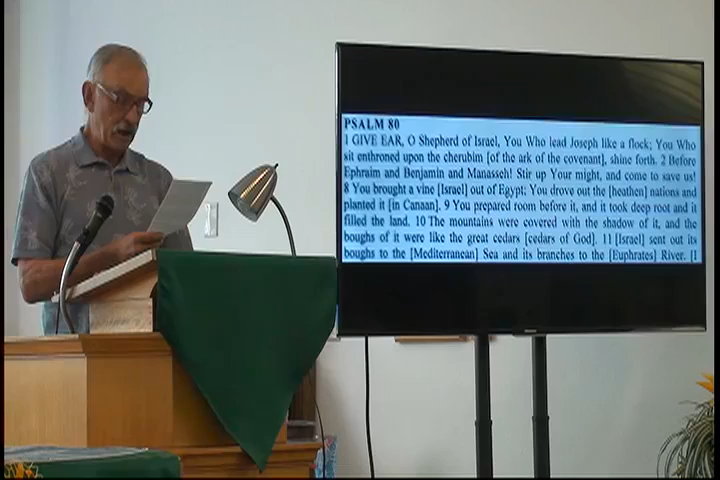 PSALM 80
1 GIVE EAR, O Shepherd of Israel, You Who lead Joseph like a flock; You Who
sit enthroned upon the cherubim [of the ark of the covenant], shine forth. 2 Before
Ephraim and Benjamin and Manasseh! Stir up Your might, and come to save us!
8 You brought a vine [Israel] out of Egypt; You drove out the [heathen] nations and
planted it [in Canaan]. 9 You prepared room before it, and it took deep root and it
filled the land. 10 The mountains were covered with the shadow of it, and the
boughs of it were like the great cedars [cedars of God]. 11 [Israel] sent out its
boughs to the [Mediterranean] Sea and its branches to the [Euphrates] River. [I